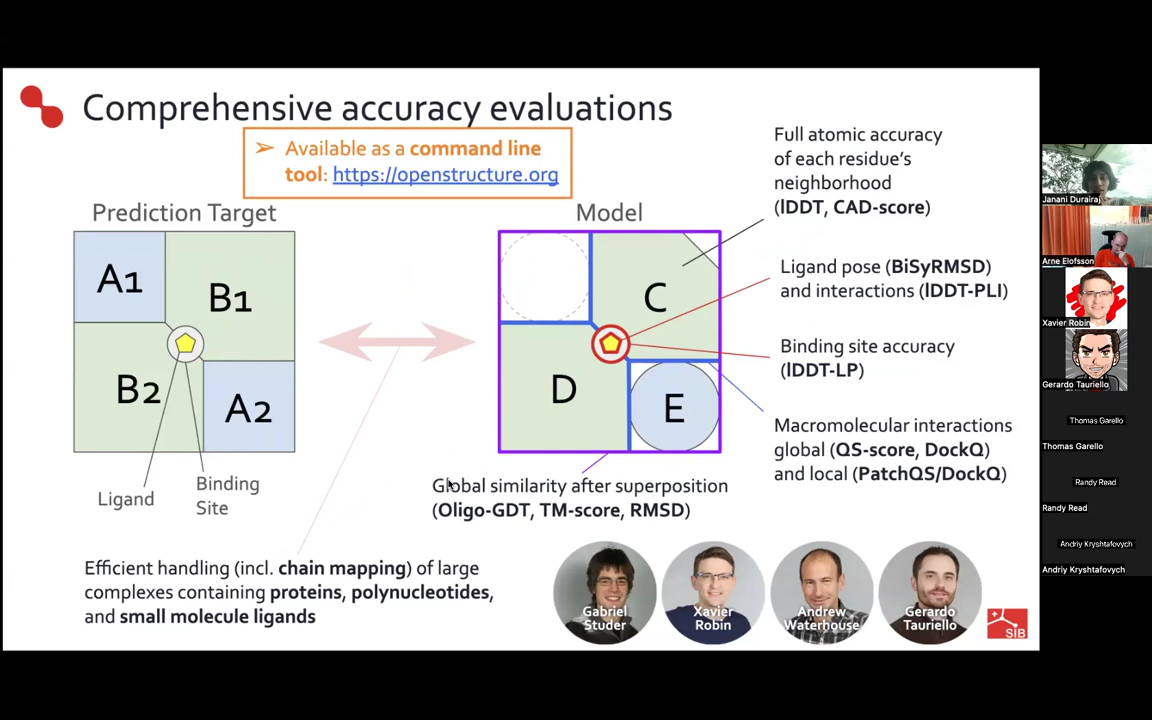 Comprehensive accuracy evaluations
➢ Available as a command line
tool: https://openstructure.org
Prediction Target
A1
B1
B2
A2
Ligand
Binding
Site
Model
C
D
E
Full atomic accuracy
of each residue's
neighborhood
(lDDT, CAD-score)
Ligand pose (BiSyRMSD)
and interactions (lDDT-PLI)
Binding site accuracy
(lDDT-LP)
Macromolecular interactions
global (QS-score, DockQ)
and local (PatchQS/DockQ)
Global similarity after superposition
(Oligo-GDT, TM-score, RMSD)
Efficient handling (incl. chain mapping) of large
complexes containing proteins, polynucleotides,
and small molecule ligands
Gabriel
Studer
Xavier
Robin
Andrew
Waterhouse
Gerardo
Tauriello
SIB
Janani Durairaj
Arne Elofsson
Xavier Robin
Gerardo Tauriello
Thomas Garello
Thomas Garello
Randy Read
Randy Read
Andriy Kryshtafovych
Andriy Kryshtafovych